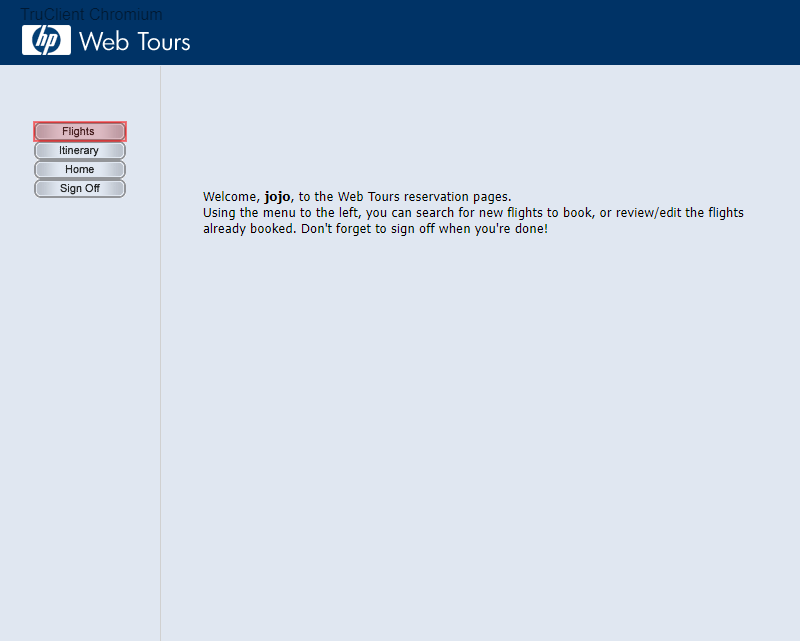 TruClient Chromium
hp Web Tours
Flights
Itinerary
Home
Sign Off
Welcome, jojo, to the Web Tours reservation pages.
Using the menu to the left, you can search for new flights to book, or review/edit the flights
already booked. Don't forget to sign off when you're done!